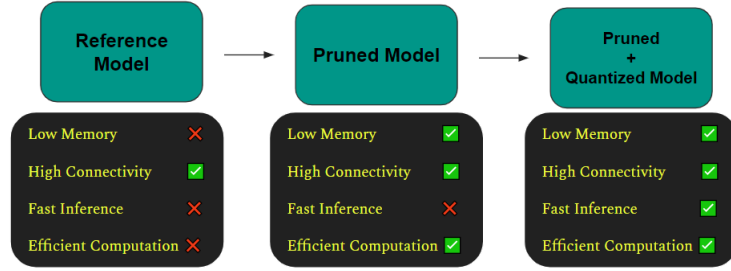 Reference
Model
Pruned Model
Pruned
+
Quantized Model
Low Memory
High Connectivity
Fast Inference
Efficient Computation
Low Memory
High Connectivity
Fast Inference
Efficient Computation
Low Memory
High Connectivity
Fast Inference
Efficient Computation